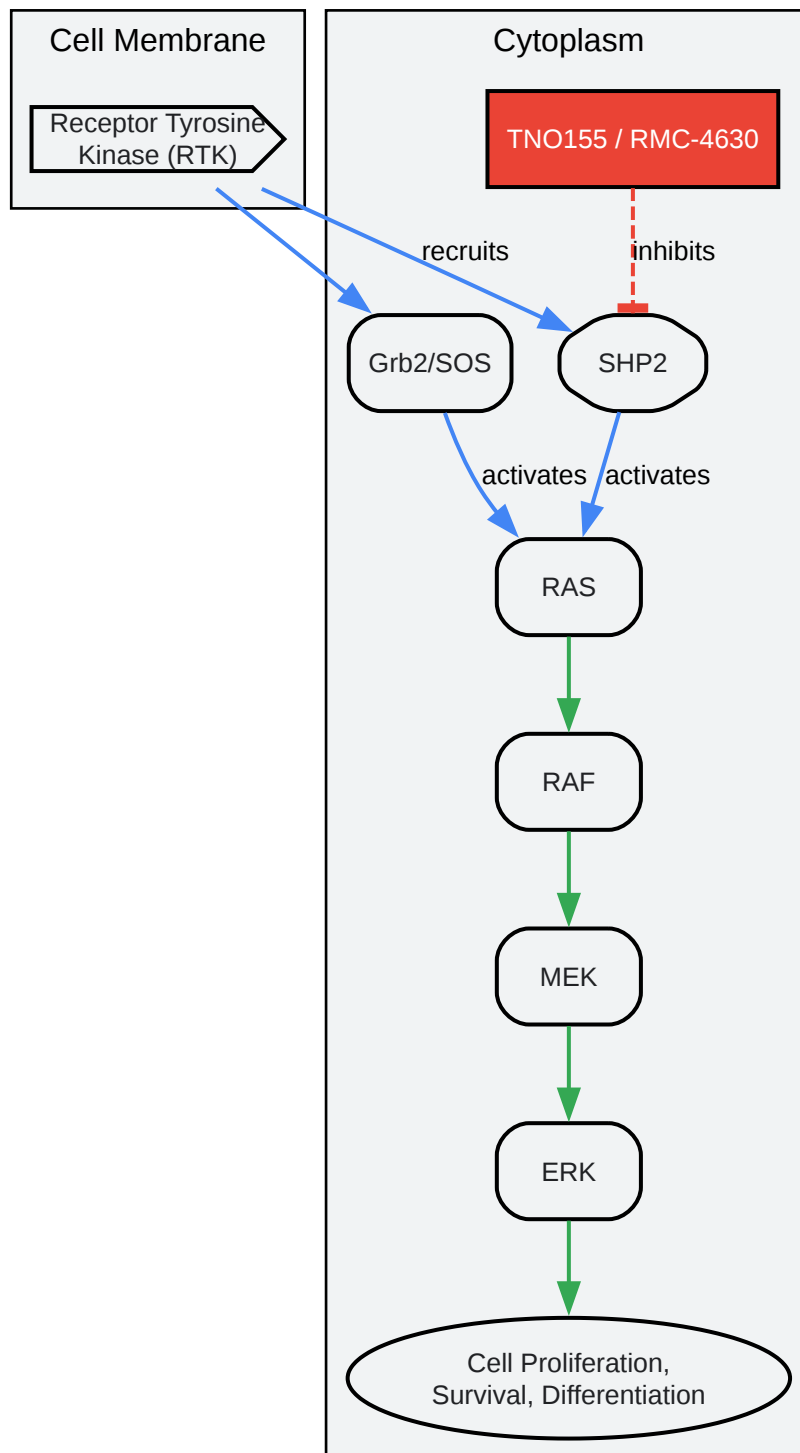 Cell Membrane
Receptor Tyrosine
Kinase (RTK)
Cytoplasm
TNO155 / RMC-4630
recruits
inhibits
Grb2/SOS
SHP2
activates
activates
RAS
RAF
MEK
ERK
Cell Proliferation,
Survival, Differentiation